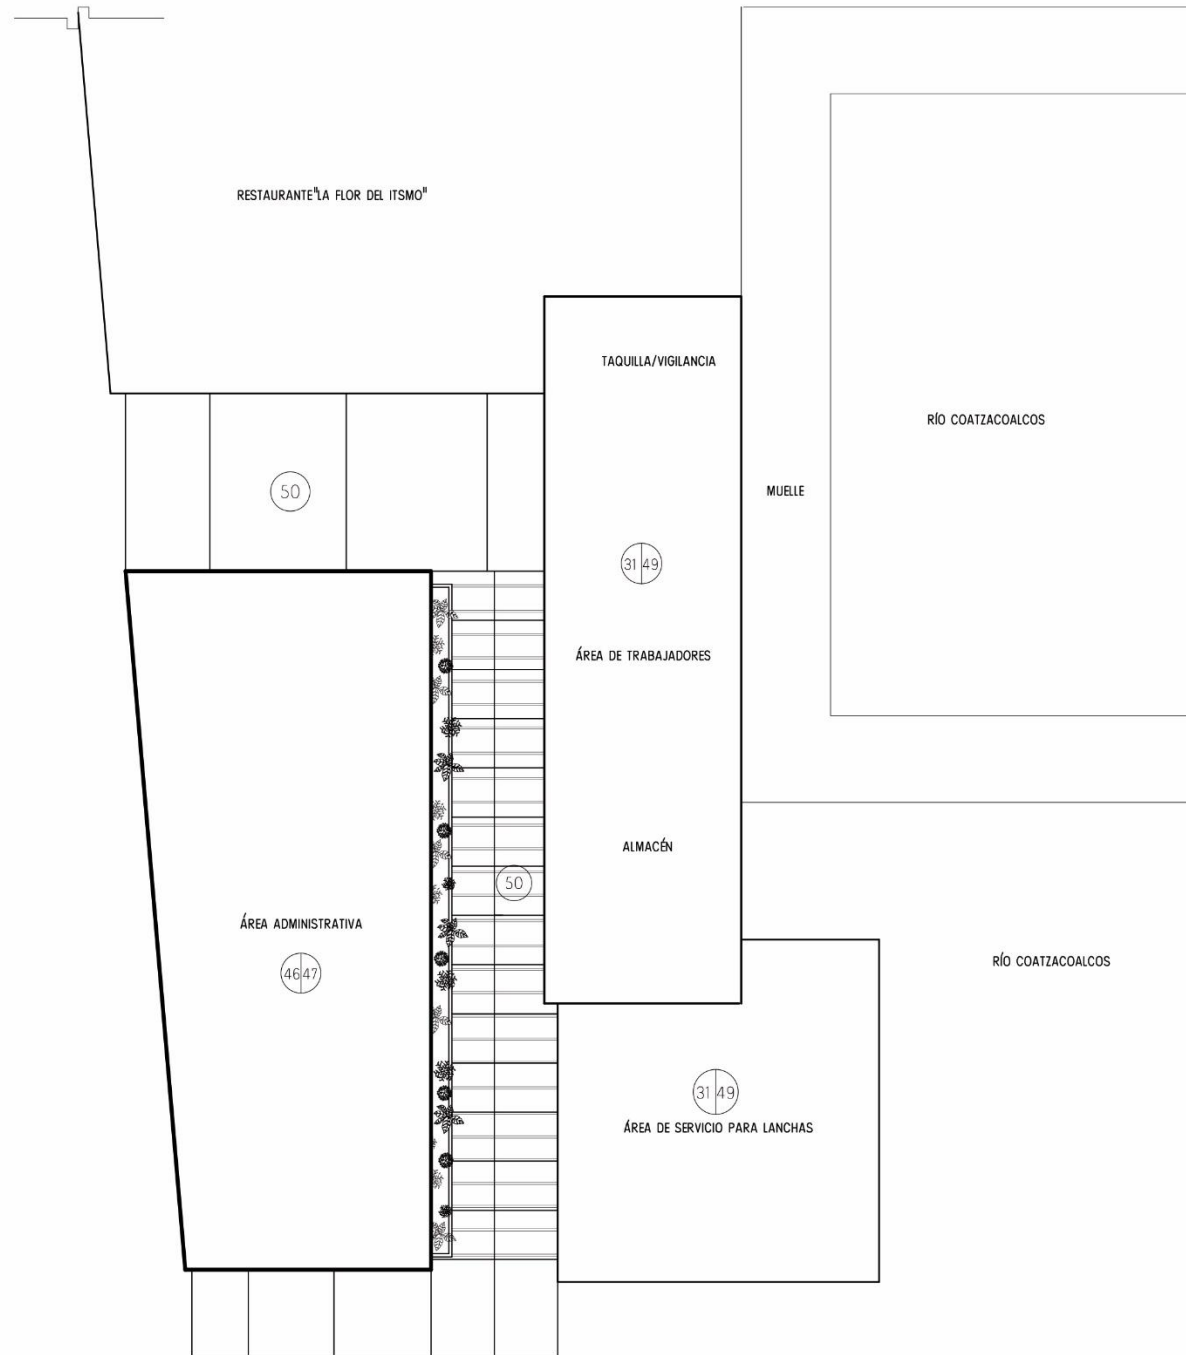 RESTAURANTE"LA FLOR DEL ITSMO"
TAQUILLA/VIGILANCIA
RÍO COATZACOALCOS
50
MUELLE
31 49
ÁREA DE TRABAJADORES
ALMACÉN
50
ÁREA ADMINISTRATIVA
46 47
RÍO COATZACOALCOS
31 49
ÁREA DE SERVICIO PARA LANCHAS